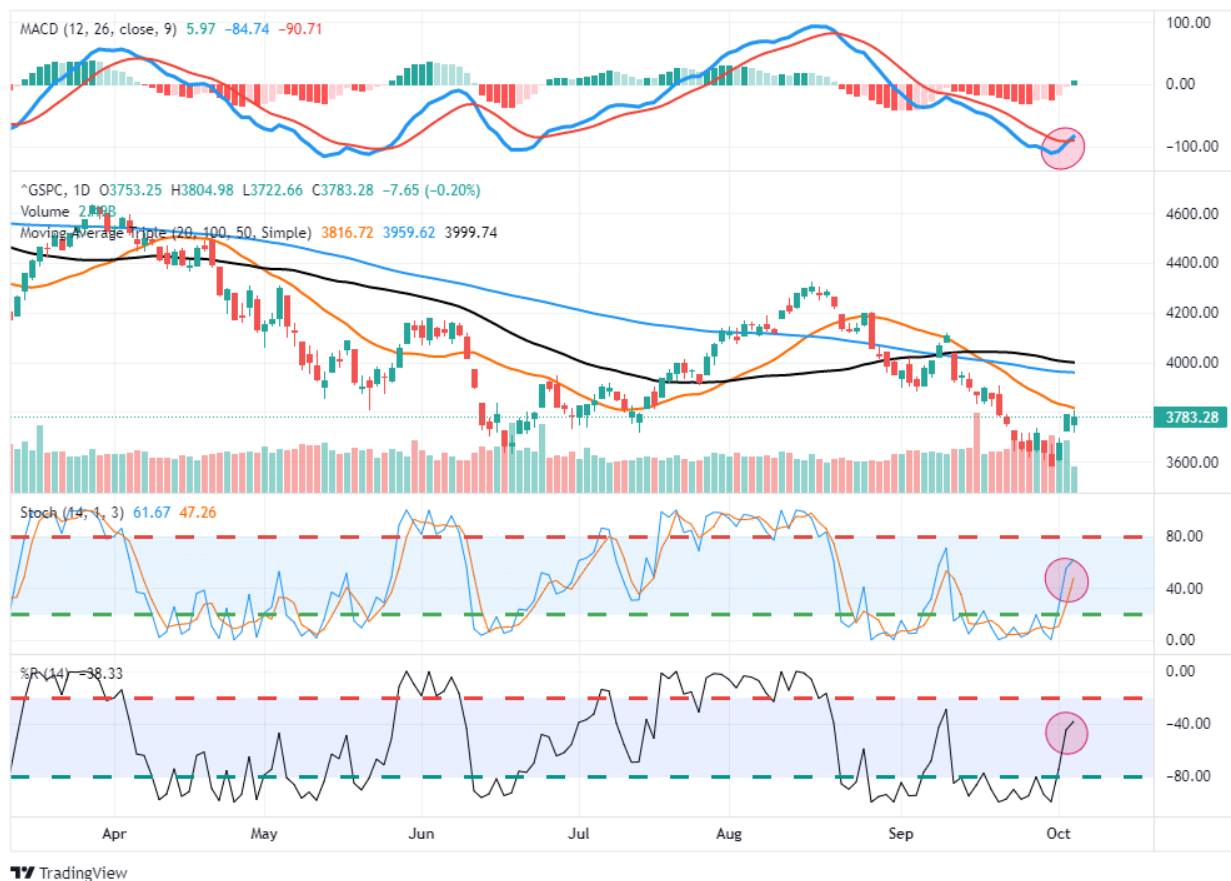 MACD (12, 26, close, 9) 5.97 −84.74 −90.71
100.00
0.00
−100.00
^GSPC, 1D O3753.25 H3804.98 L3722.66 C3783.28 −7.65 (−0.20%)
Volume
4600.00
Moving Average Triple (20, 100, 50, Simple) 3816.72 3959.62 3999.74
4400.00
4200.00
4000.00
3783.28
3600.00
Stoch (14, 1, 3) 61.67 47.26
80.00
40.00
0.00
%R (14) −38.33
0.00
−40.00
−80.00
Apr May Jun Jul Aug Sep Oct
TradingView